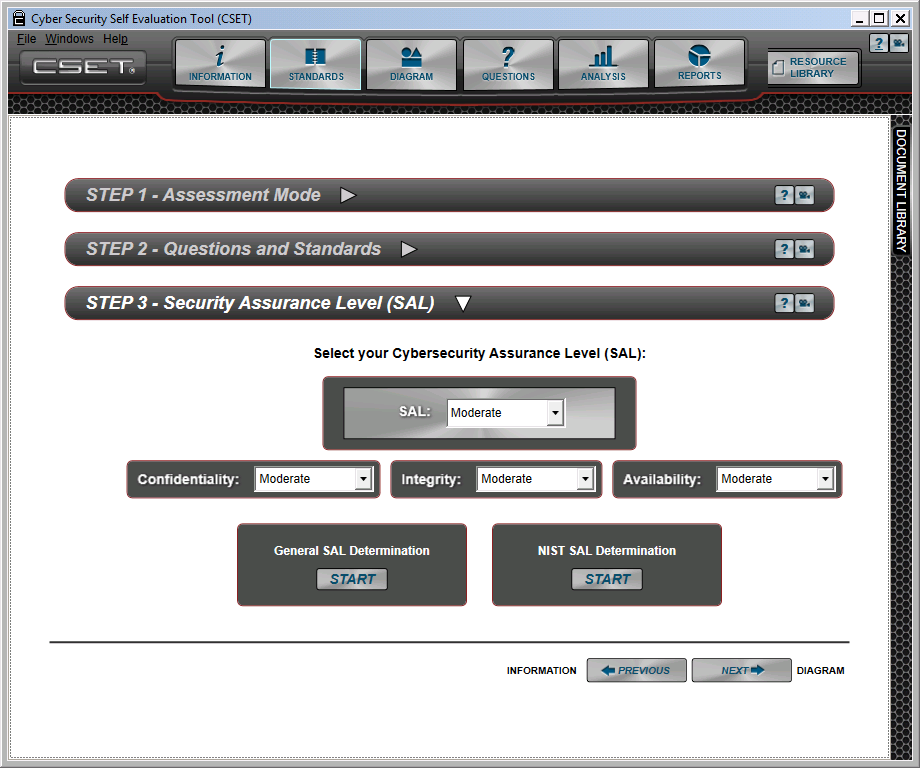 Cyber Security Self Evaluation Tool (CSET)
File Windows Help
CSET
INFORMATION
STANDARDS
DIAGRAM
QUESTIONS
ANALYSIS
REPORTS
RESOURCE
LIBRARY
DOCUMENT LIBRARY
STEP 1 - Assessment Mode
STEP 2 - Questions and Standards
STEP 3 - Security Assurance Level (SAL)
Select your Cybersecurity Assurance Level (SAL):
SAL: Moderate
Confidentiality: Moderate
Integrity: Moderate
Availability: Moderate
General SAL Determination
START
NIST SAL Determination
START
INFORMATION PREVIOUS NEXT DIAGRAM